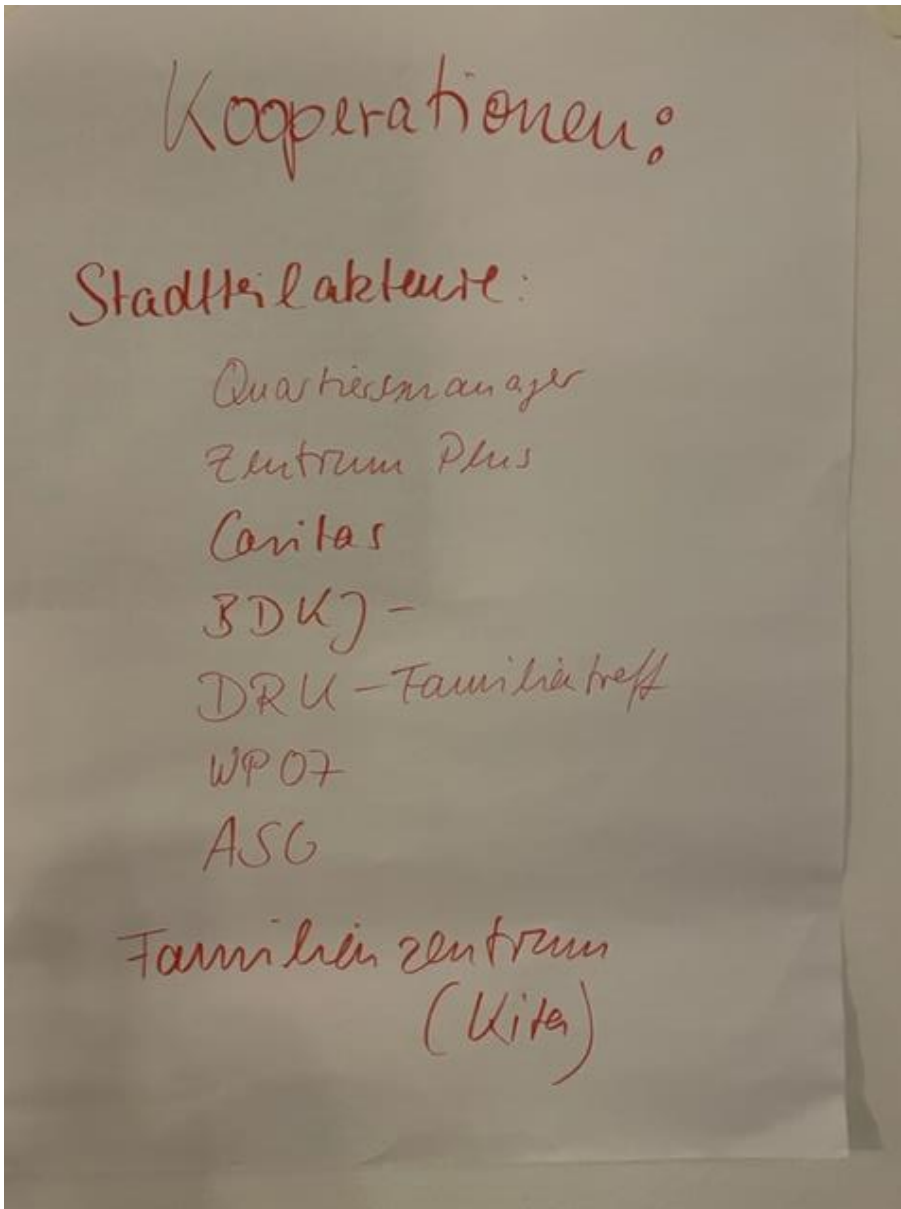 Kooperationen:
Stadtteilakteure:
Quartiersmanager
Zentrum Plus
Caritas
BDKJ -
DRK - Familientreff
WP07
ASG
Familienzentrum
(Kita)